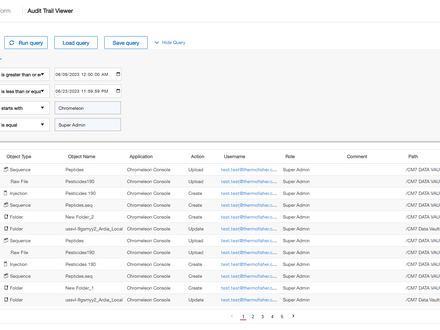 orm Audit Trail Viewer
Run query Load query Save query Hide Query
is greater than or e 06/09/2023 12:00:00 AM
is less than or equa 06/23/2023 11:59:59 PM
starts with Chromeleon
is equal Super Admin
Object Type Object Name Application Action Username Role Comment Path
Sequence Peptides Chromeleon Console Upload test.test@thermofisher.c... Super Admin /CM7 DATA VAU
Raw File Pesticides190 Chromeleon Console Upload test.test@thermofisher.c... Super Admin /CM7 DATA VAU
Injection Pesticides 190 Chromeleon Console Create test.test@thermofisher.c... Super Admin /CM7 DATA VAU
Sequence Peptides.seq Chromeleon Console Create test.test@thermofisher.c... Super Admin /CM7 DATA VAU
Folder New Folder_2 Chromeleon Console Create test.test@thermofisher.c... Super Admin /CM7 DATA VAU
Folder Chromeleon Console Update test.test@thermofisher.c... Super Admin /CM7 Data Vault
Sequence Peptides Chromeleon Console Upload test.test@thermofisher.c... Super Admin /CM7 DATA VAU
Raw File Pesticides190 Chromeleon Console Upload test.test@thermofisher.c... Super Admin /CM7 DATA VAU
Injection Pesticides 190 Chromeleon Console Create test.test@thermofisher.c... Super Admin /CM7 DATA VAU
Sequence Peptides.seq Chromeleon Console Create test.test@thermofisher.c... Super Admin /CM7 DATA VAU
Folder New Folder_1 Chromeleon Console Create test.test@thermofisher.c... Super Admin /CM7 DATA VAU
Folder Chromeleon Console Update test.test@thermofisher.c... Super Admin /CM7 Data Vault
1 2 3 4 5